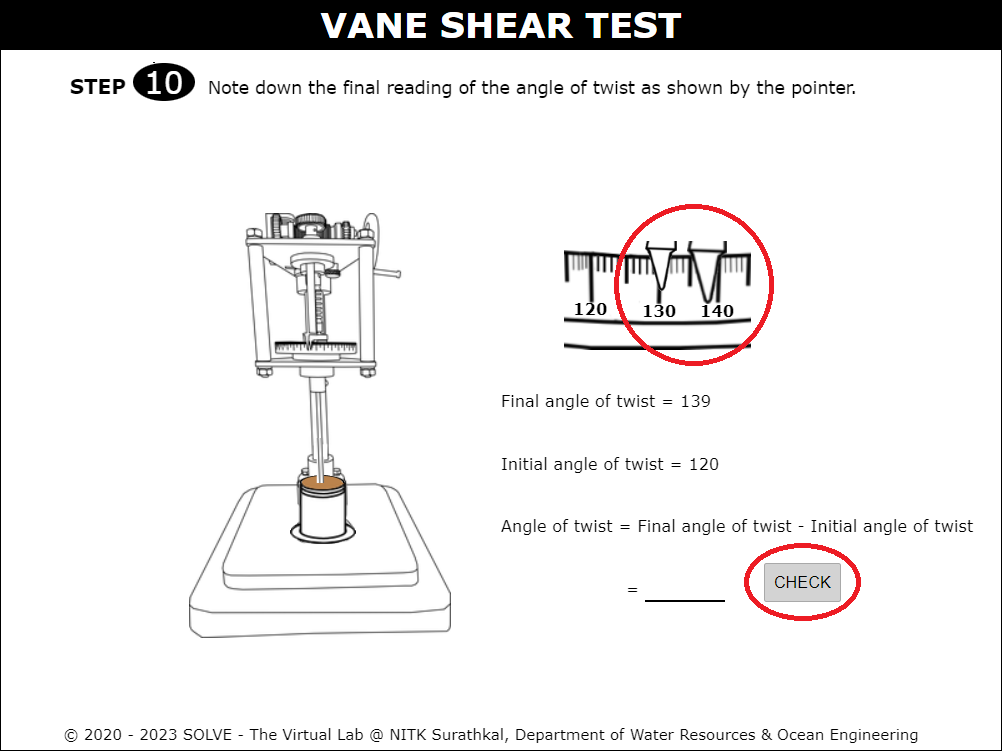 VANE SHEAR TEST
STEP 10 Note down the final reading of the angle of twist as shown by the pointer.
120 130 140
Final angle of twist = 139
Initial angle of twist = 120
Angle of twist = Final angle of twist - Initial angle of twist
= ________ CHECK
© 2020 - 2023 SOLVE - The Virtual Lab @ NITK Surathkal, Department of Water Resources & Ocean Engineering